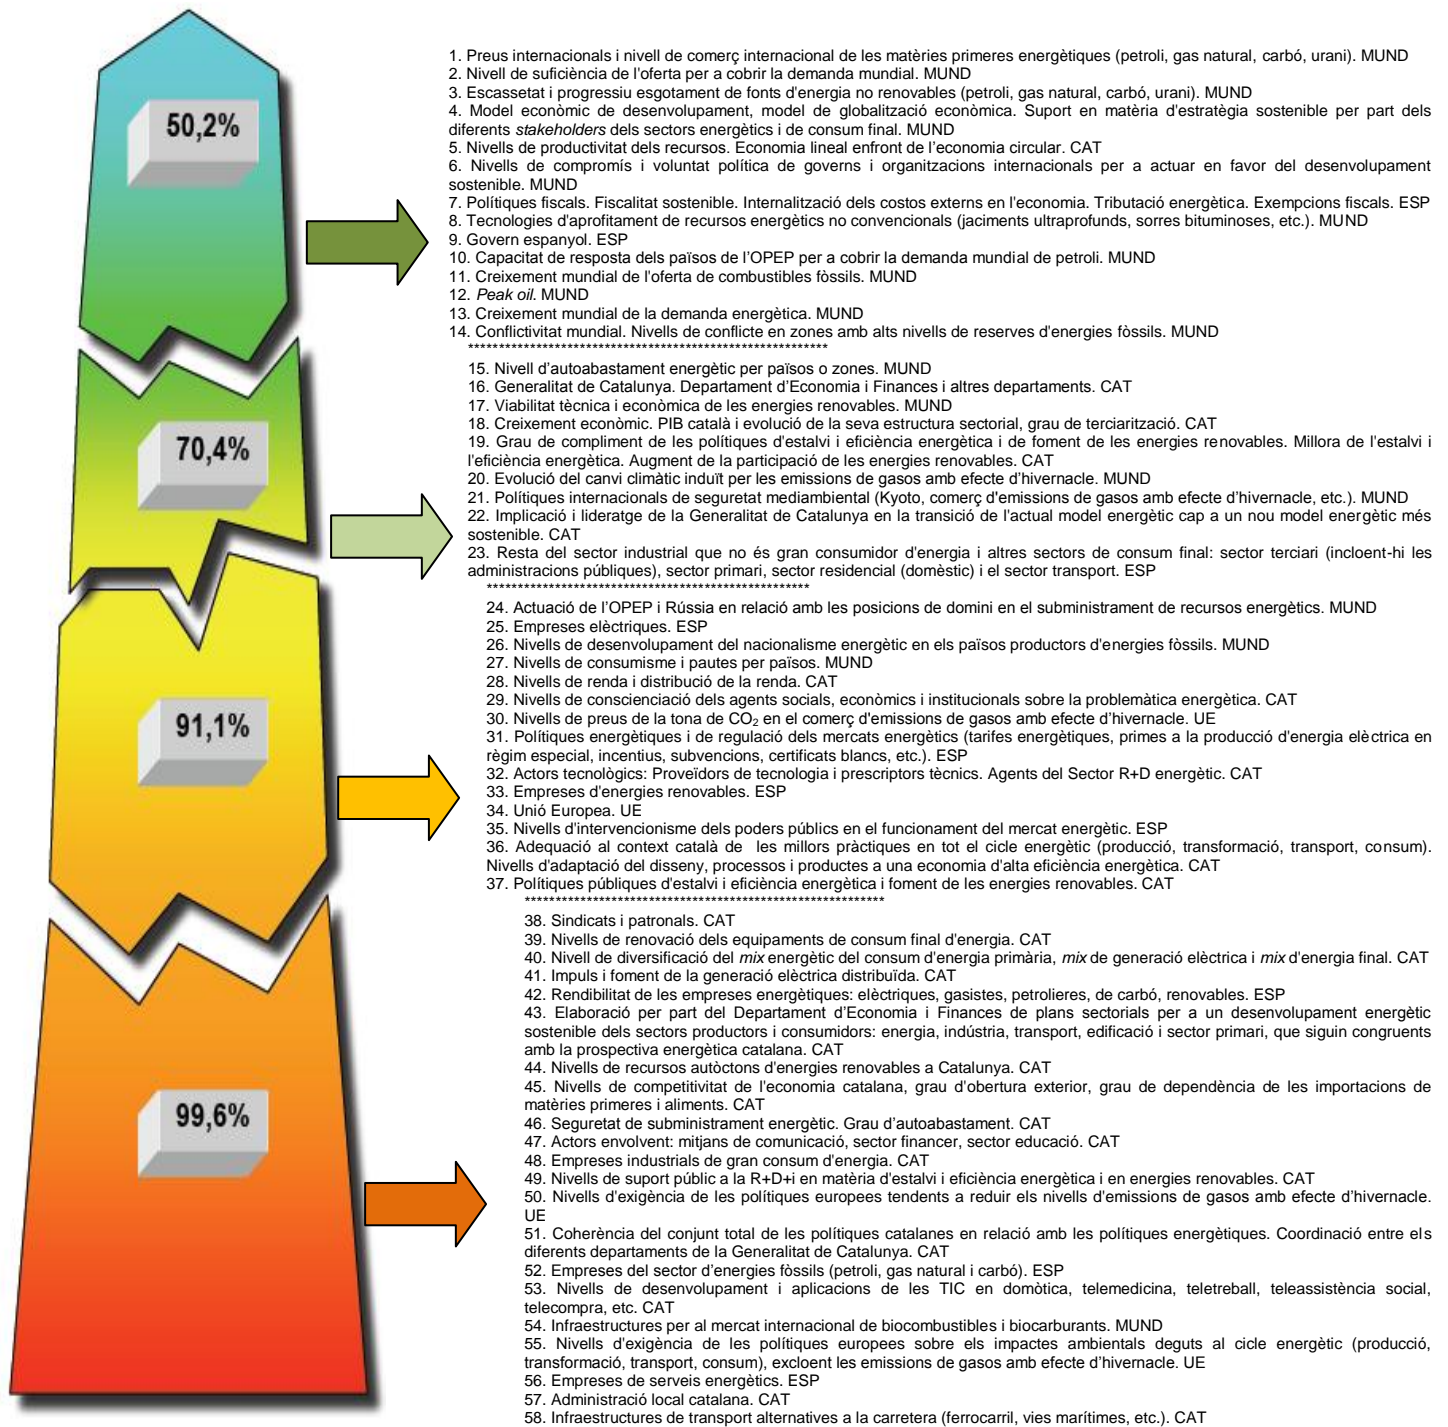 50,2%
70,4%
91,1%
99,6%
1. Preus internacionals i nivell de comerç internacional de les matèries primeres energètiques (petroli, gas natural, carbó, urani). MUND
2. Nivell de suficiència de l'oferta per a cobrir la demanda mundial. MUND
3. Escassetat i progressiu esgotament de fonts d'energia no renovables (petroli, gas natural, carbó, urani). MUND
4. Model econòmic de desenvolupament, model de globalització econòmica. Suport en matèria d'estratègia sostenible per part dels
diferents stakeholders dels sectors energètics i de consum final. MUND
5. Nivells de productivitat dels recursos. Economia lineal enfront de l'economia circular. CAT
6. Nivells de compromís i voluntat política de governs i organitzacions internacionals per a actuar en favor del desenvolupament
sostenible. MUND
7. Polítiques fiscals. Fiscalitat sostenible. Internalització dels costos externs en l'economia. Tributació energètica. Exempcions fiscals. ESP
8. Tecnologies d'aprofitament de recursos energètics no convencionals (jaciments ultraprofunds, sorres bituminoses, etc.). MUND
9. Govern espanyol. ESP
10. Capacitat de resposta dels països de l'OPEP per a cobrir la demanda mundial de petroli. MUND
11. Creixement mundial de l'oferta de combustibles fòssils. MUND
12. Peak oil. MUND
13. Creixement mundial de la demanda energètica. MUND
14. Conflictivitat mundial. Nivells de conflicte en zones amb alts nivells de reserves d'energies fòssils. MUND
************************************************************
15. Nivell d'autoabastament energètic per països o zones. MUND
16. Generalitat de Catalunya. Departament d'Economia i Finances i altres departaments. CAT
17. Viabilitat tècnica i econòmica de les energies renovables. MUND
18. Creixement econòmic. PIB català i evolució de la seva estructura sectorial, grau de terciarització. CAT
19. Grau de compliment de les polítiques d'estalvi i eficiència energètica i de foment de les energies renovables. Millora de l'estalvi i
l'eficiència energètica. Augment de la participació de les energies renovables. CAT
20. Evolució del canvi climàtic induït per les emissions de gasos amb efecte d'hivernacle. MUND
21. Polítiques internacionals de seguretat mediambiental (Kyoto, comerç d'emissions de gasos amb efecte d'hivernacle, etc.). MUND
22. Implicació i lideratge de la Generalitat de Catalunya en la transició de l'actual model energètic cap a un nou model energètic més
sostenible. CAT
23. Resta del sector industrial que no és gran consumidor d'energia i altres sectors de consum final: sector terciari (incloent-hi les
administracions públiques), sector primari, sector residencial (domèstic) i el sector transport. ESP
******************************************************
24. Actuació de l'OPEP i Rússia en relació amb les posicions de domini en el subministrament de recursos energètics. MUND
25. Empreses elèctriques. ESP
26. Nivells de desenvolupament del nacionalisme energètic en els països productors d'energies fòssils. MUND
27. Nivells de consumisme i pautes per països. MUND
28. Nivells de renda i distribució de la renda. CAT
29. Nivells de conscienciació dels agents socials, econòmics i institucionals sobre la problemàtica energètica. CAT
30. Nivells de preus de la tona de CO₂ en el comerç d'emissions de gasos amb efecte d'hivernacle. UE
31. Polítiques energètiques i de regulació dels mercats energètics (tarifes energètiques, primes a la producció d'energia elèctrica en
règim especial, incentius, subvencions, certificats blancs, etc.). ESP
32. Actors tecnològics: Proveïdors de tecnologia i prescriptors tècnics. Agents del Sector R+D energètic. CAT
33. Empreses d'energies renovables. ESP
34. Unió Europea. UE
35. Nivells d'intervencionisme dels poders públics en el funcionament del mercat energètic. ESP
36. Adequació al context català de les millors pràctiques en tot el cicle energètic (producció, transformació, transport, consum).
Nivells d'adaptació del disseny, processos i productes a una economia d'alta eficiència energètica. CAT
37. Polítiques públiques d'estalvi i eficiència energètica i foment de les energies renovables. CAT
************************************************************
38. Sindicats i patronals. CAT
39. Nivells de renovació dels equipaments de consum final d'energia. CAT
40. Nivell de diversificació del mix energètic del consum d'energia primària, mix de generació elèctrica i mix d'energia final. CAT
41. Impuls i foment de la generació elèctrica distribuïda. CAT
42. Rendibilitat de les empreses energètiques: elèctriques, gasistes, petrolieres, de carbó, renovables. ESP
43. Elaboració per part del Departament d'Economia i Finances de plans sectorials per a un desenvolupament energètic
sostenible dels sectors productors i consumidors: energia, indústria, transport, edificació i sector primari, que siguin congruents
amb la prospectiva energètica catalana. CAT
44. Nivells de recursos autòctons d'energies renovables a Catalunya. CAT
45. Nivells de competitivitat de l'economia catalana, grau d'obertura exterior, grau de dependència de les importacions de
matèries primeres i aliments. CAT
46. Seguretat de subministrament energètic. Grau d'autoabastament. CAT
47. Actors envolvent: mitjans de comunicació, sector financer, sector educació. CAT
48. Empreses industrials de gran consum d'energia. CAT
49. Nivells de suport públic a la R+D+i en matèria d'estalvi i eficiència energètica i en energies renovables. CAT
50. Nivells d'exigència de les polítiques europees tendents a reduir els nivells d'emissions de gasos amb efecte d'hivernacle.
UE
51. Coherència del conjunt total de les polítiques catalanes en relació amb les polítiques energètiques. Coordinació entre els
diferents departaments de la Generalitat de Catalunya. CAT
52. Empreses del sector d'energies fòssils (petroli, gas natural i carbó). ESP
53. Nivells de desenvolupament i aplicacions de les TIC en domòtica, telemedicina, teletreball, teleassistència social,
telecompra, etc. CAT
54. Infraestructures per al mercat internacional de biocombustibles i biocarburants. MUND
55. Nivells d'exigència de les polítiques europees sobre els impactes ambientals deguts al cicle energètic (producció,
transformació, transport, consum), excloent les emissions de gasos amb efecte d'hivernacle. UE
56. Empreses de serveis energètics. ESP
57. Administració local catalana. CAT
58. Infraestructures de transport alternatives a la carretera (ferrocarril, vies marítimes, etc.). CAT